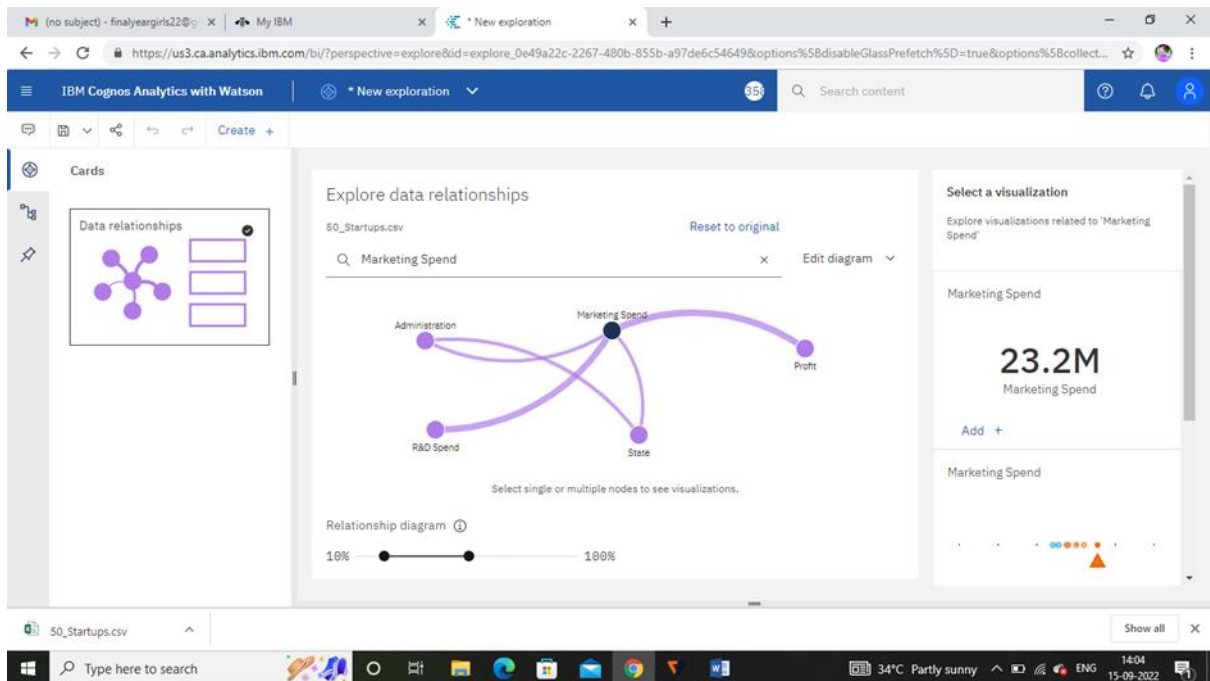 (no subject) - finalyeargirls22@g
My IBM
* New exploration
https://us3.ca.analytics.ibm.com/bi/?perspective=explore&id=explore_0e49a22c-2267-480b-855b-a97de6c54649&options%5BdisableGlassPrefetch%5D=true&options%5Bcollect...
IBM Cognos Analytics with Watson
* New exploration
Search content
Create +
Cards
Data relationships
Explore data relationships
50_Startups.csv
Reset to original
Marketing Spend
Edit diagram
Marketing Spend
Administration
Profit
R&D Spend
State
Select single or multiple nodes to see visualizations.
Relationship diagram
10%
100%
Select a visualization
Explore visualizations related to 'Marketing
Spend'
Marketing Spend
23.2M
Marketing Spend
Add +
Marketing Spend
50_Startups.csv
Show all
Type here to search
34°C Partly sunny
ENG
14:04
15-09-2022